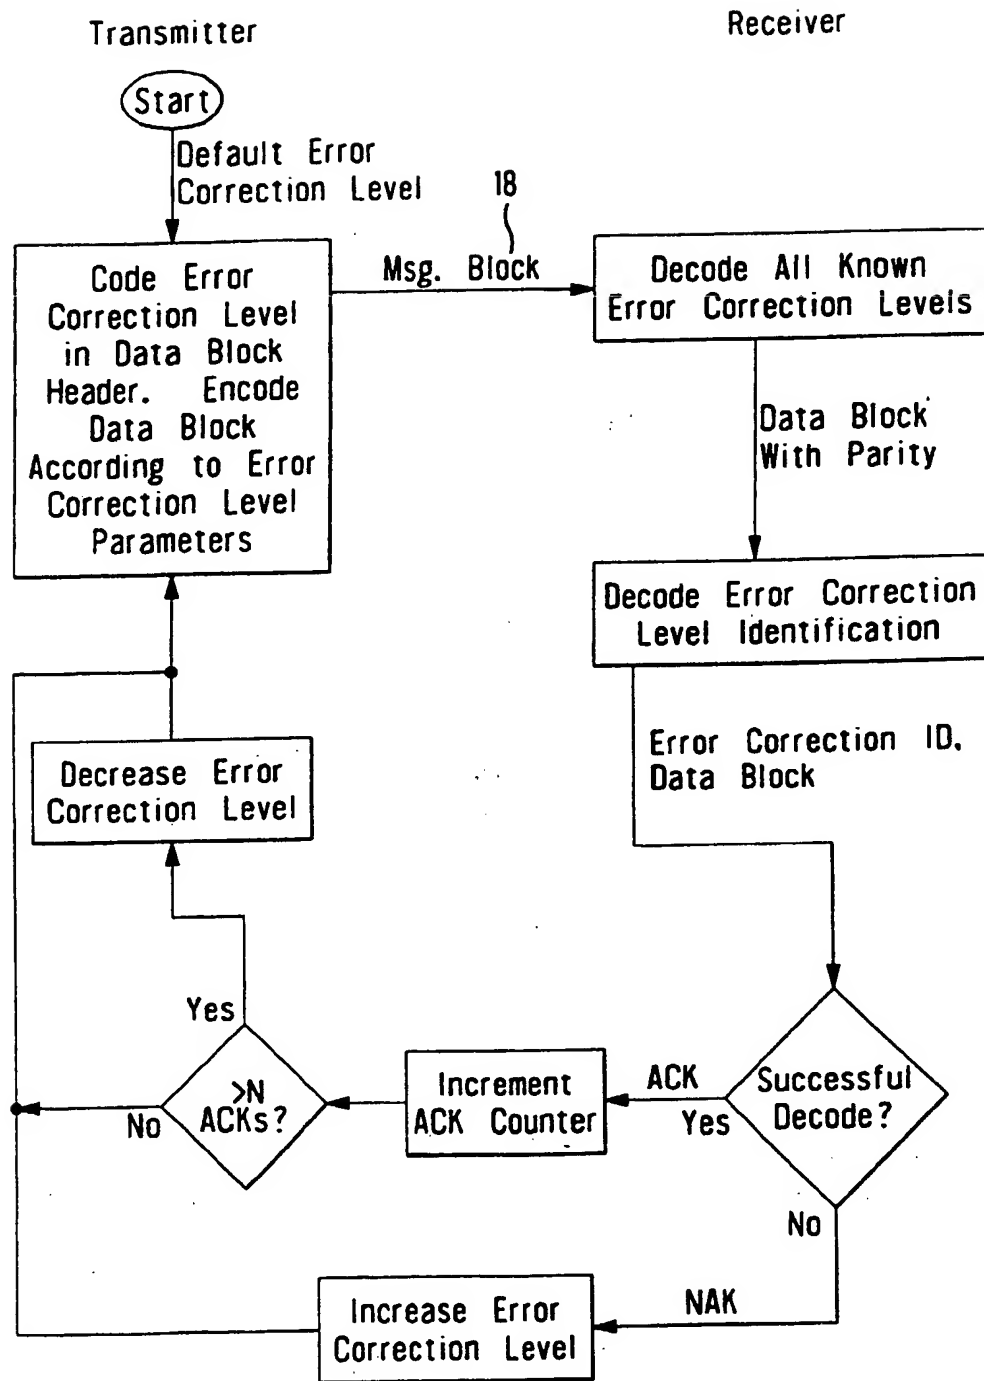 Transmitter
Receiver
Start
Default Error
Correction Level
18
Msg. Block
Code Error
Correction Level
in Data Block
Header. Encode
Data Block
According to Error
Correction Level
Parameters
Decode All Known
Error Correction Levels
Data Block
With Parity
Decode Error Correction
Level Identification
Error Correction ID,
Data Block
Decrease Error
Correction Level
Yes
>N
ACKs?
No
Increment
ACK Counter
ACK
Yes
Successful
Decode?
No
NAK
Increase Error
Correction Level